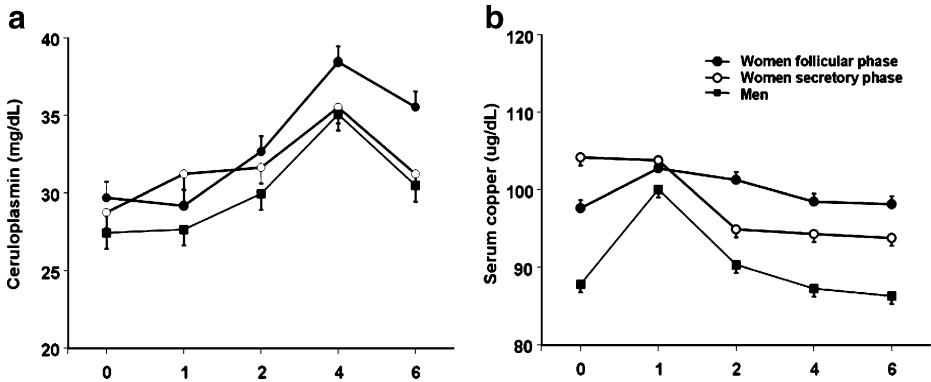 a
Ceruloplasmin (mg/dL)
40
35
30
25
20
0 1 2 4 6
b
Serum copper (ug/dL)
120
110
100
90
80
0 1 2 4 6
Women follicular phase
Women secretory phase
Men